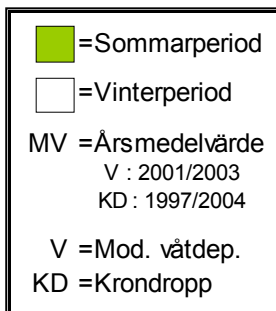 =Sommarperiod
=Vinterperiod
MV =Årsmedelvärde
V : 2001/2003
KD : 1997/2004
V =Mod. våtdep.
KD =Krondropp